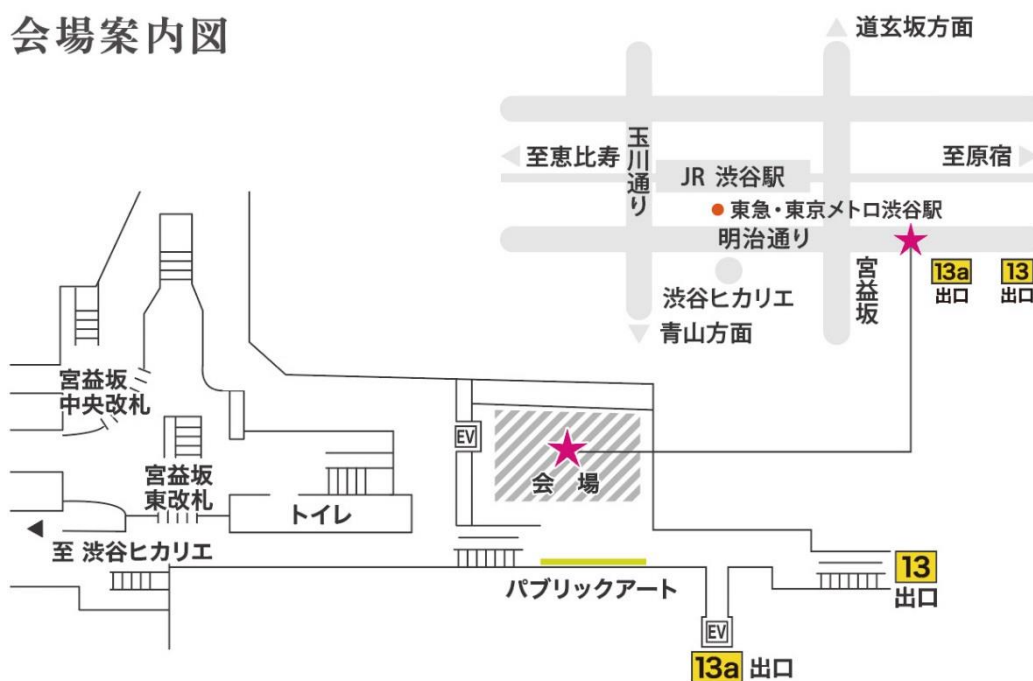 会場案内図
道玄坂方面
玉川通り
至恵比寿
JR 渋谷駅
至原宿
東急・東京メトロ渋谷駅
明治通り
渋谷ヒカリエ
青山方面
宮益坂
13a
出口
13
出口
宮益坂
中央改札
宮益坂
東改札
トイレ
至 渋谷ヒカリエ
EV
会 場
パブリックアート
13
出口
EV
13a 出口